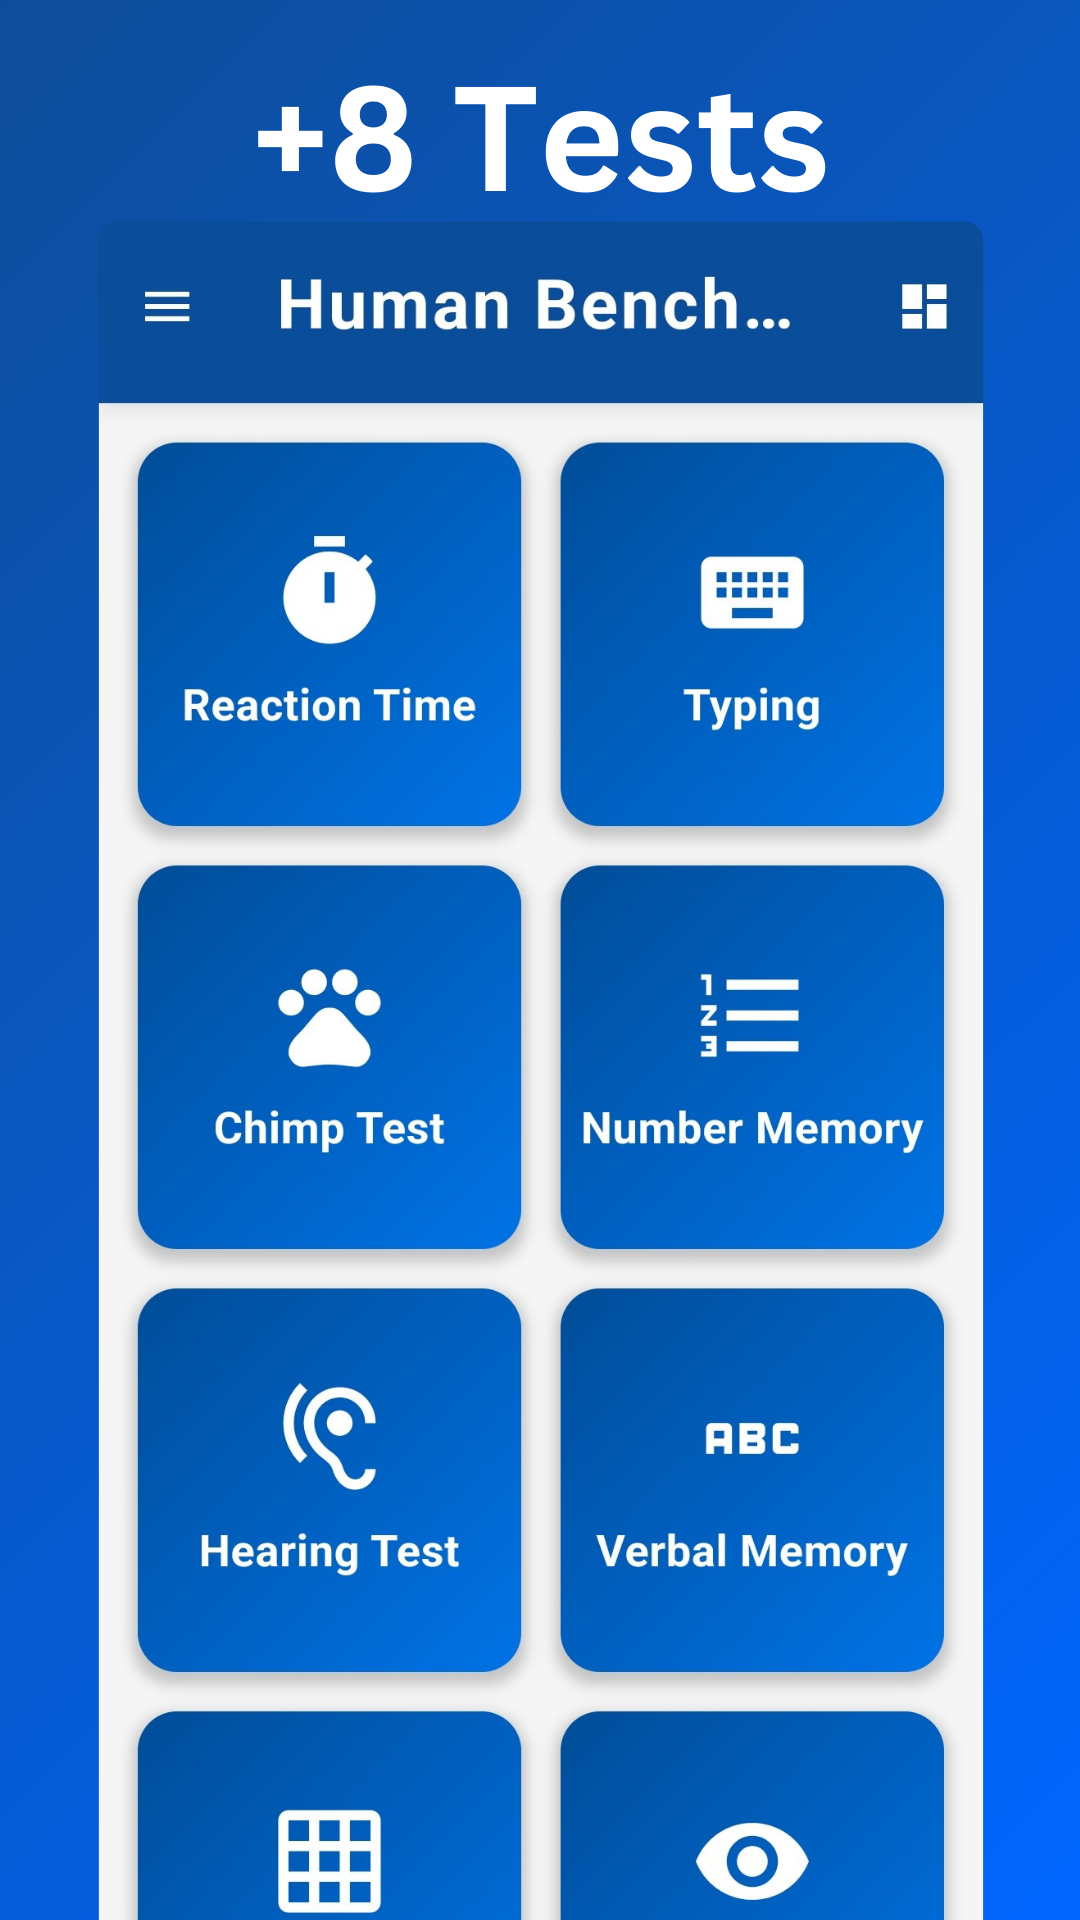 +8 Tests
Human Bench...
Reaction Time
Typing
Chimp Test
1
2
3
Number Memory
Hearing Test
ABC
Verbal Memory